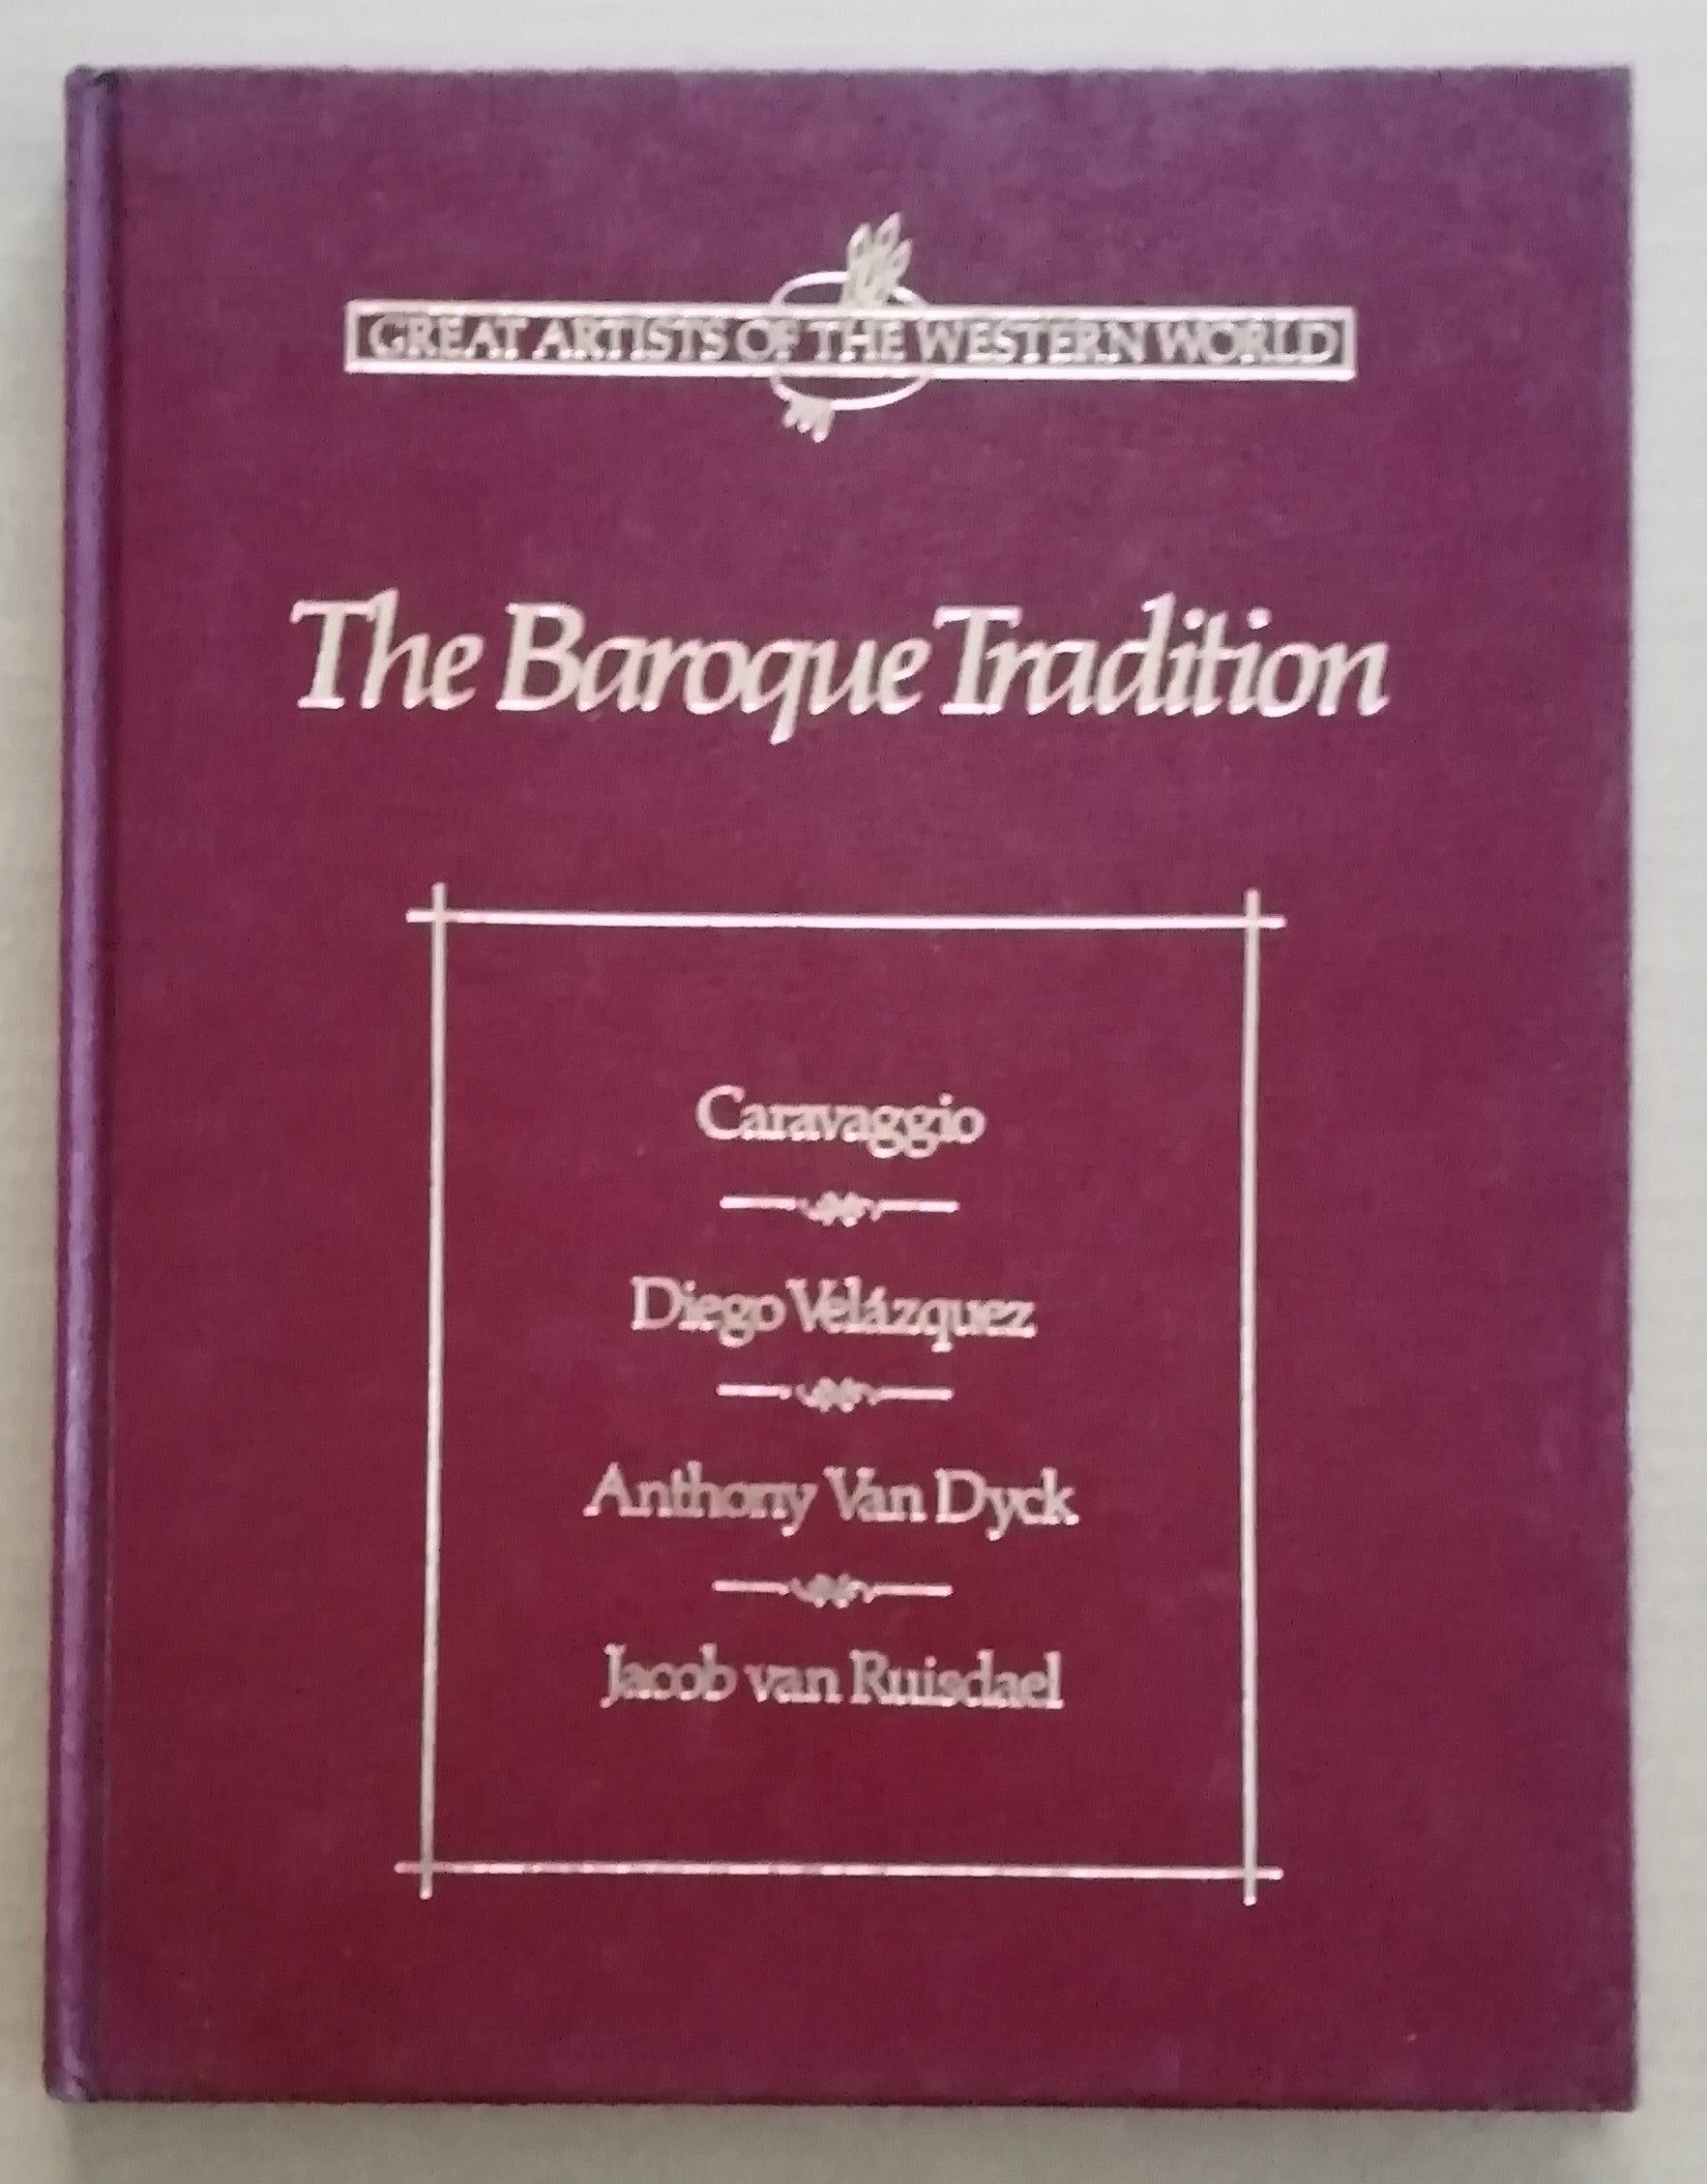 GREAT ARTISTS OF THE WESTERN WORLD
The Baroque Tradition
Caravaggio
Diego Velázquez
Anthony Van Dyck
Jacob van Ruisdael